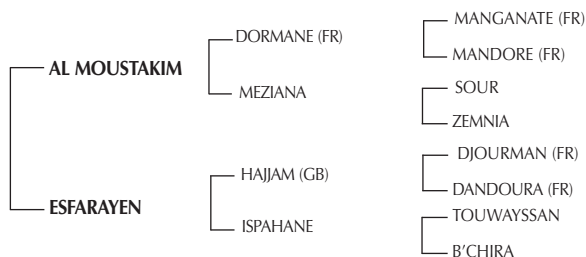 MANGANATE (FR)
DORMANE (FR)
MANDORE (FR)
AL MOUSTAKIM
SOUR
MEZIANA
ZEMNIA
DJOURMAN (FR)
HAJJAM (GB)
DANDOURA (FR)
ESFARAYEN
TOUWAYSSAN
ISPAHANE
B'CHIRA